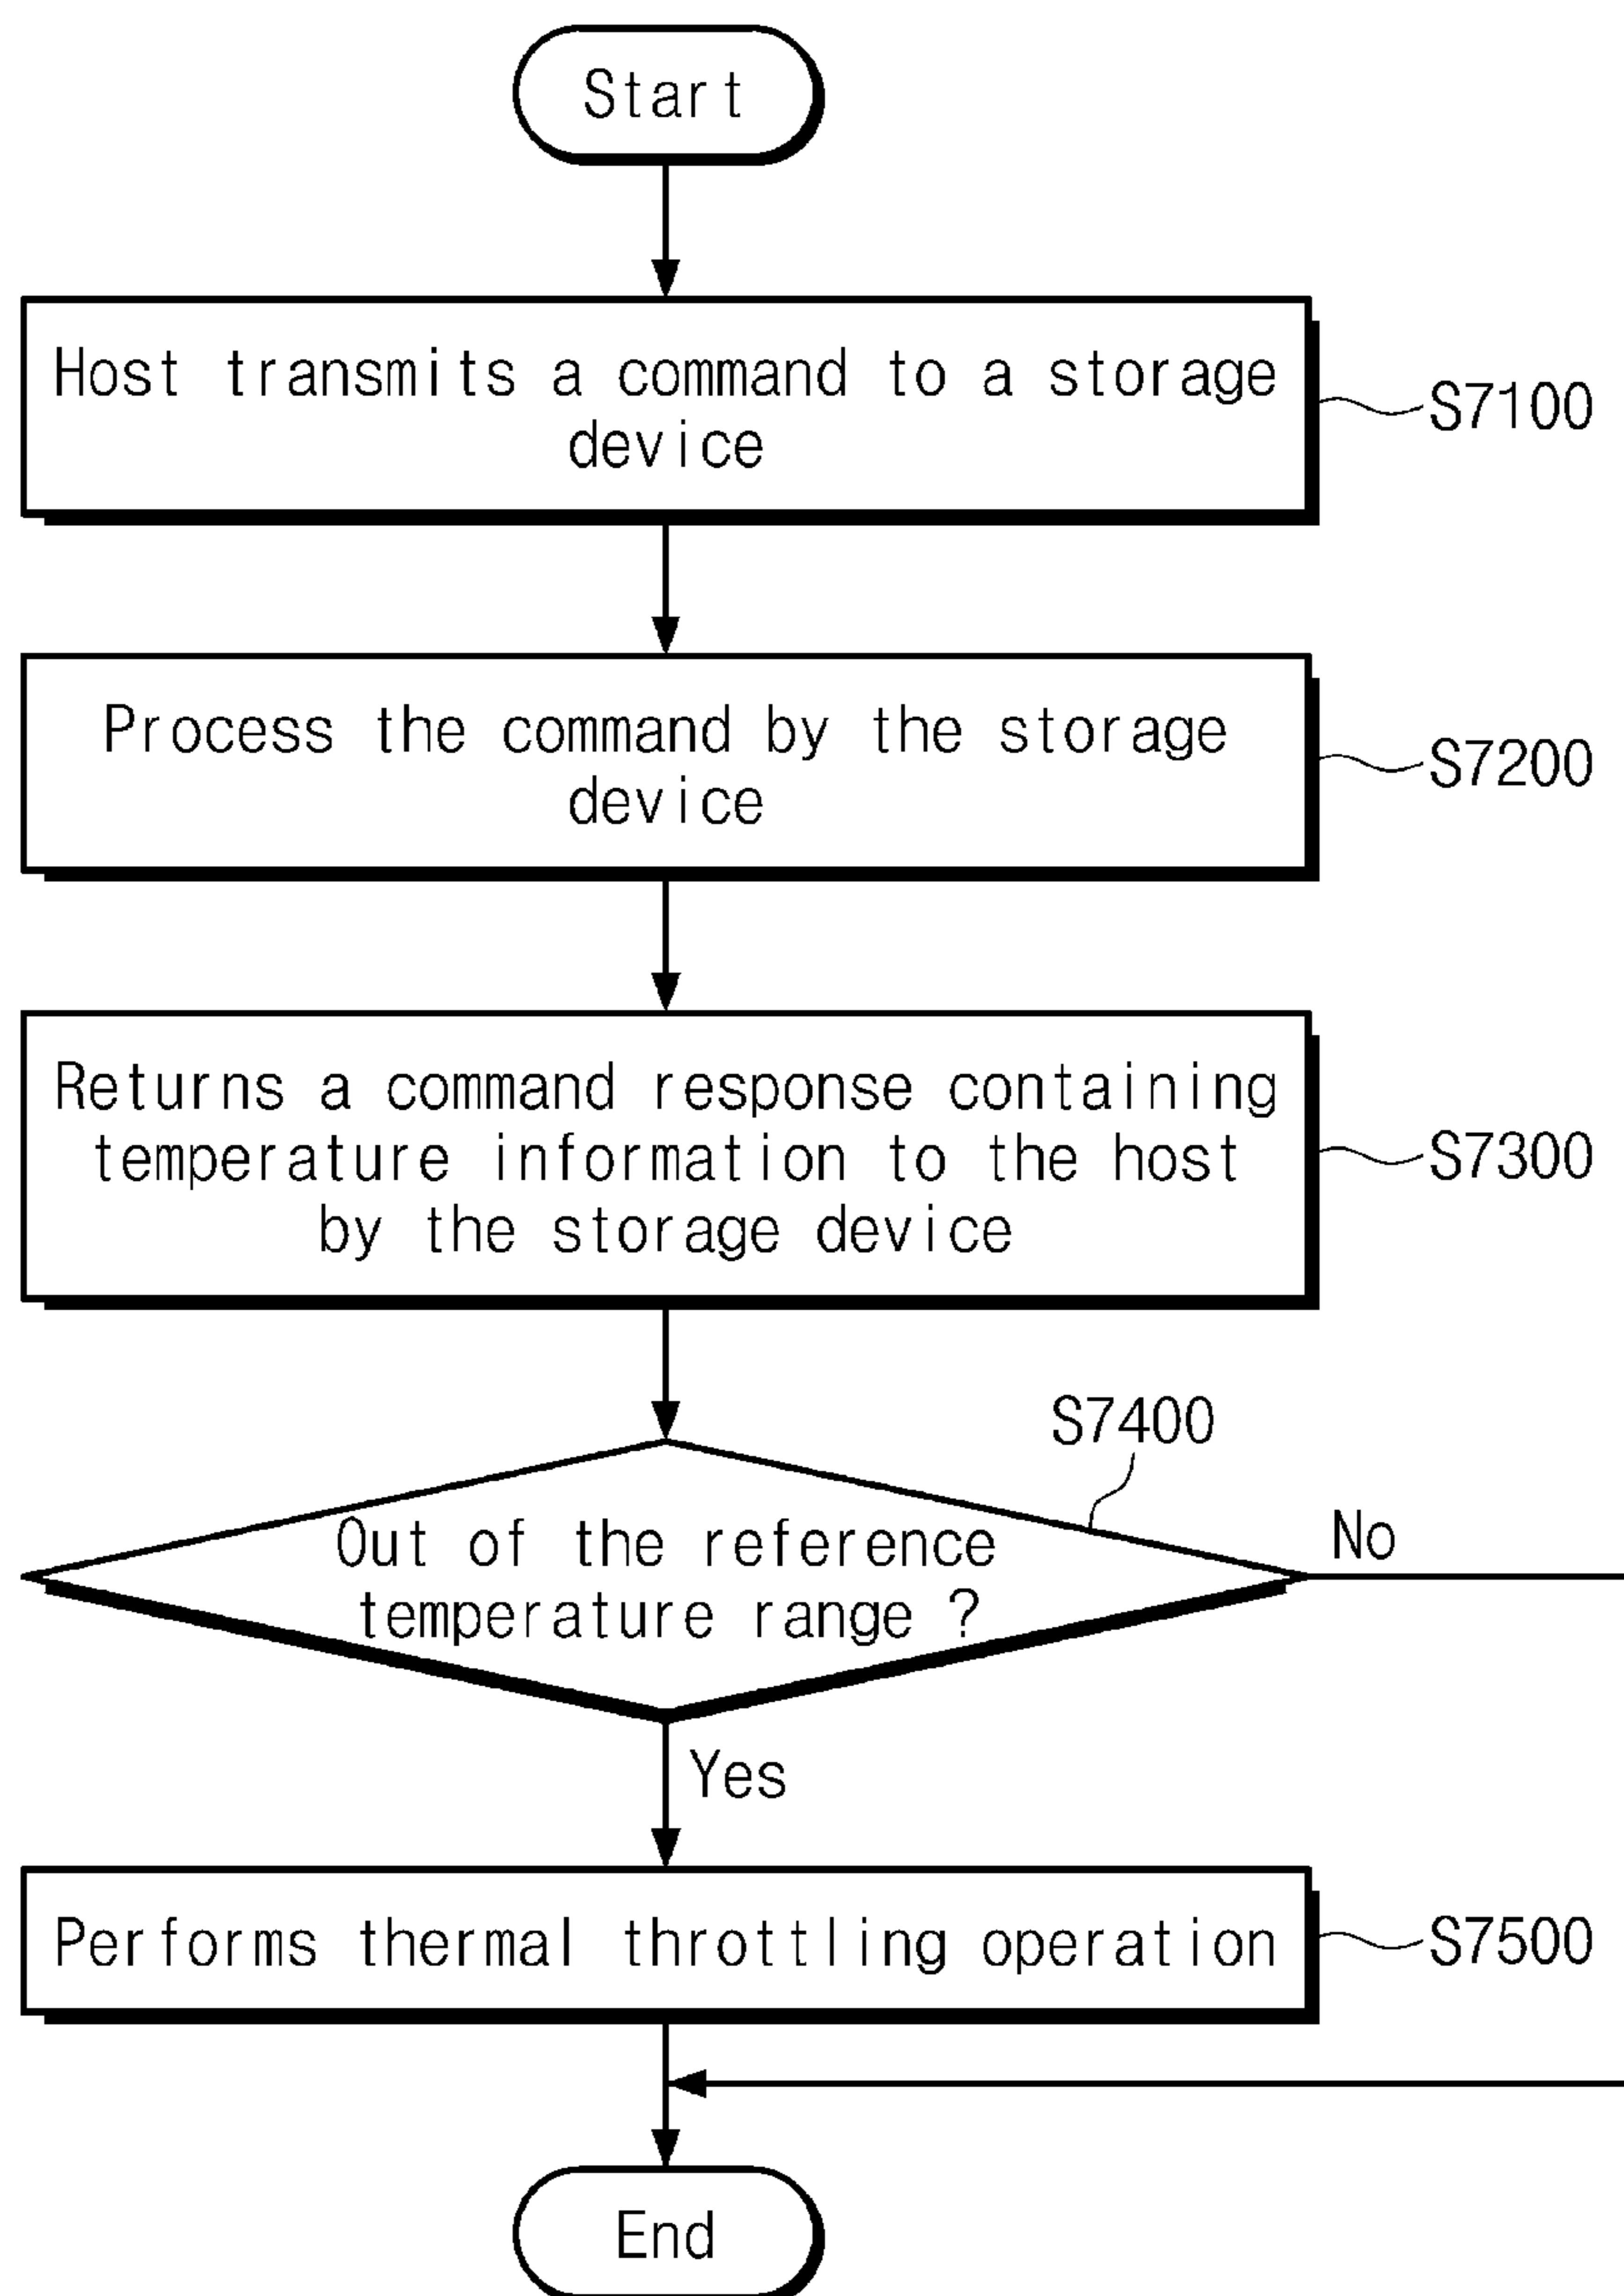 Start
Host transmits a command to a storage
device
S7100
Process the command by the storage
device
S7200
Returns a command response containing
temperature information to the host
by the storage device
S7300
S7400
Out of the reference
temperature range ?
No
Yes
Performs thermal throttling operation
S7500
End